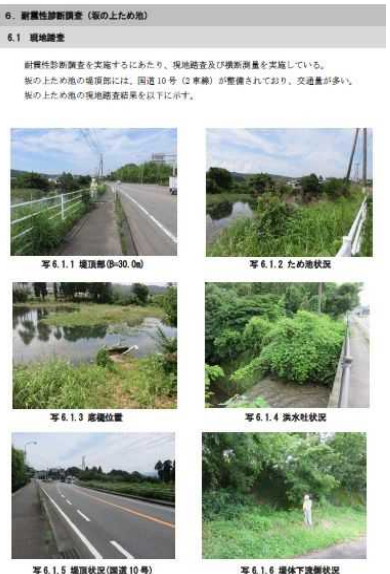 6. 耐震性診断調査（坂の上ため池）
6.1 現地踏査
耐震性診断調査を実施するにあたり、現地踏査及び横断測量を実施している。
坂の上ため池の堤頂部には、国道10号（2車線）が整備されており、交通量が多い。
坂の上ため池の現地踏査結果を以下に示す。
写6.1.1 堤頂部(B=30.0m)
写6.1.2 ため池状況
写6.1.3 底樋位置
写6.1.4 洪水吐状況
写6.1.5 堤頂状況(国道10号)
写6.1.6 堤体下流側状況